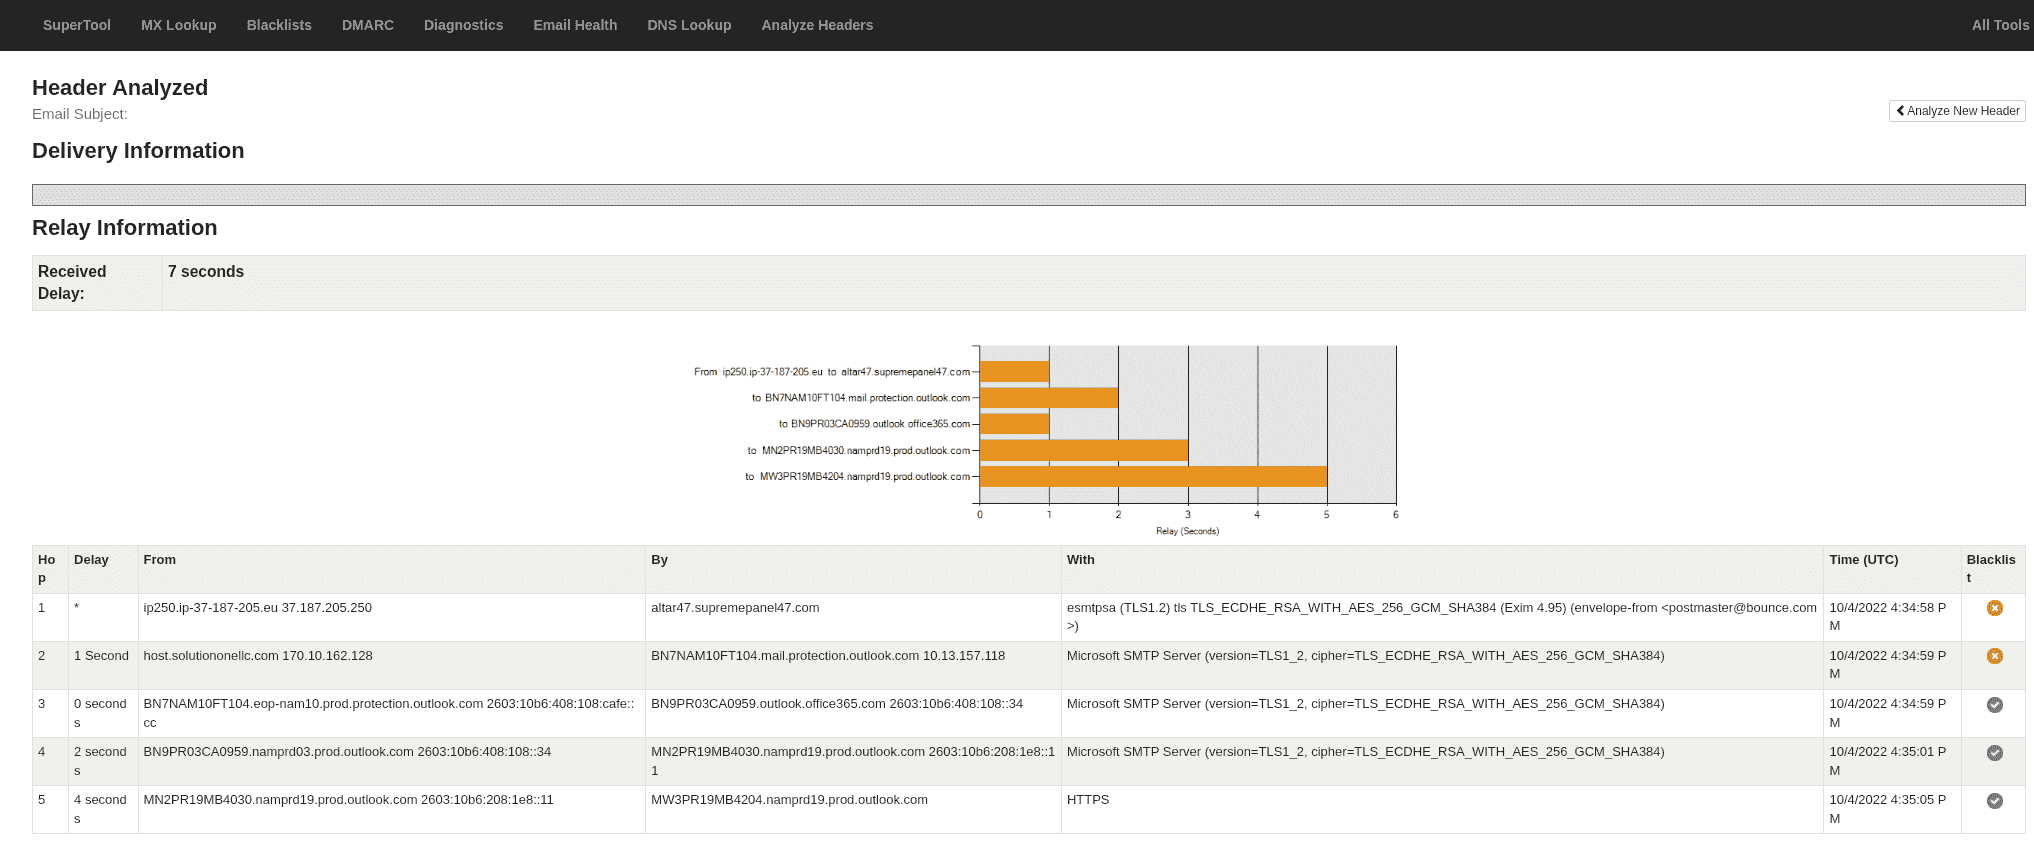 SuperTool MX Lookup Blacklists DMARC Diagnostics Email Health DNS Lookup Analyze Headers All Tools
Header Analyzed
Email Subject:
Analyze New Header
Delivery Information
Relay Information
Received 7 seconds
Delay:
From ip250.ip-37-187-205.eu to altar47.supremepanel47.com
to BN7NAM10FT104.mail.protection.outlook.com
to BN9PR03CA0959.outlook.office365.com
to MN2PR19MB4030.namprd19.prod.outlook.com
to MW3PR19MB4204.namprd19.prod.outlook.com
0 1 2 3 4 5 6
Relay (Seconds)
Ho Delay From By With Time (UTC) Blacklis
p t
1 * ip250.ip-37-187-205.eu 37.187.205.250 altar47.supremepanel47.com esmtpsa (TLS1.2) tls TLS_ECDHE_RSA_WITH_AES_256_GCM_SHA384 (Exim 4.95) (envelope-from <postmaster@bounce.com 10/4/2022 4:34:58 P
>) M
2 1 Second host.solutiononellc.com 170.10.162.128 BN7NAM10FT104.mail.protection.outlook.com 10.13.157.118 Microsoft SMTP Server (version=TLS1_2, cipher=TLS_ECDHE_RSA_WITH_AES_256_GCM_SHA384) 10/4/2022 4:34:59 P
M
3 0 second BN7NAM10FT104.eop-nam10.prod.protection.outlook.com 2603:10b6:408:108:cafe:: BN9PR03CA0959.outlook.office365.com 2603:10b6:408:108::34 Microsoft SMTP Server (version=TLS1_2, cipher=TLS_ECDHE_RSA_WITH_AES_256_GCM_SHA384) 10/4/2022 4:34:59 P
s cc M
4 2 second BN9PR03CA0959.namprd03.prod.outlook.com 2603:10b6:408:108::34 MN2PR19MB4030.namprd19.prod.outlook.com 2603:10b6:208:1e8::1 Microsoft SMTP Server (version=TLS1_2, cipher=TLS_ECDHE_RSA_WITH_AES_256_GCM_SHA384) 10/4/2022 4:35:01 P
s 1 M
5 4 second MN2PR19MB4030.namprd19.prod.outlook.com 2603:10b6:208:1e8::11 MW3PR19MB4204.namprd19.prod.outlook.com HTTPS 10/4/2022 4:35:05 P
s M